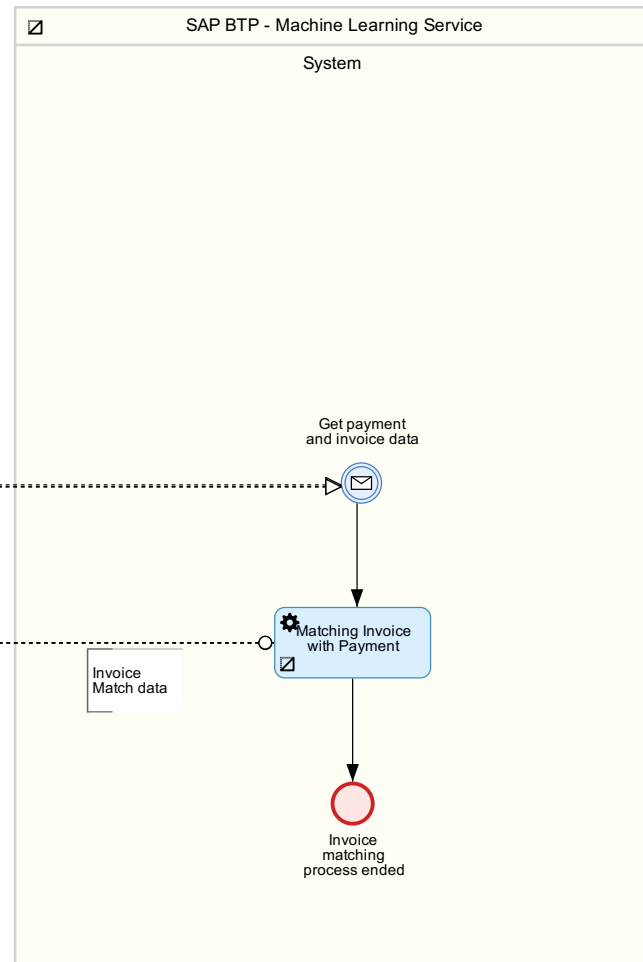 SAP BTP - Machine Learning Service
System
Get payment
and invoice data
Matching Invoice
with Payment
Invoice
Match data
Invoice
matching
process ended